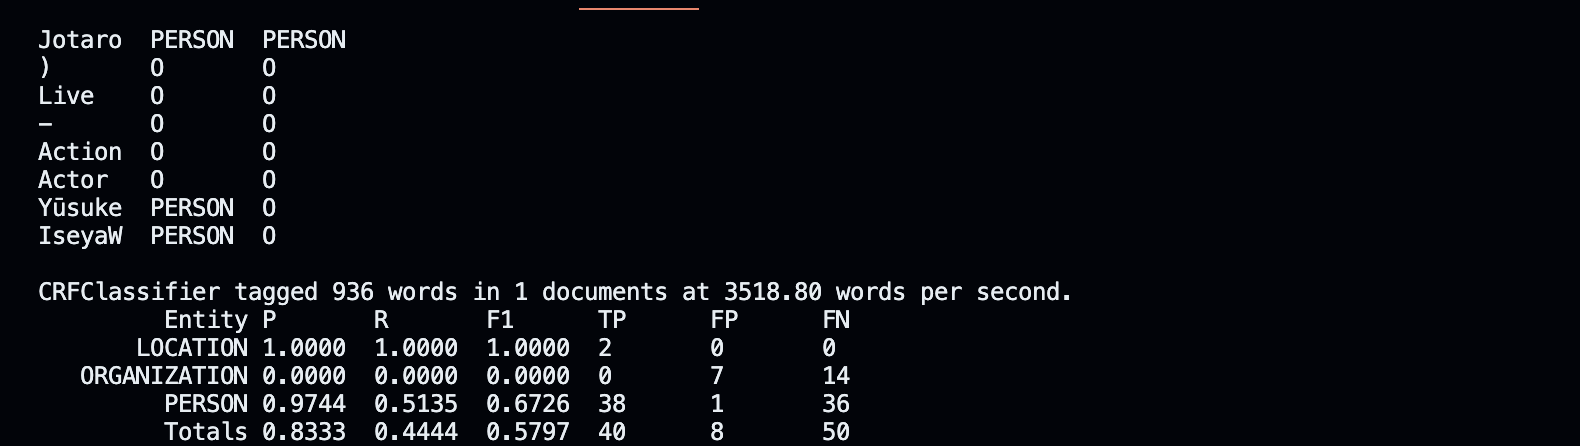 Jotaro PERSON PERSON
) O O
Live O O
– O O
Action O O
Actor O O
Yūsuke PERSON O
IseyaW PERSON O
CRFClassifier tagged 936 words in 1 documents at 3518.80 words per second.
Entity P R F1 TP FP FN
LOCATION 1.0000 1.0000 1.0000 2 0 0
ORGANIZATION 0.0000 0.0000 0.0000 0 7 14
PERSON 0.9744 0.5135 0.6726 38 1 36
Totals 0.8333 0.4444 0.5797 40 8 50